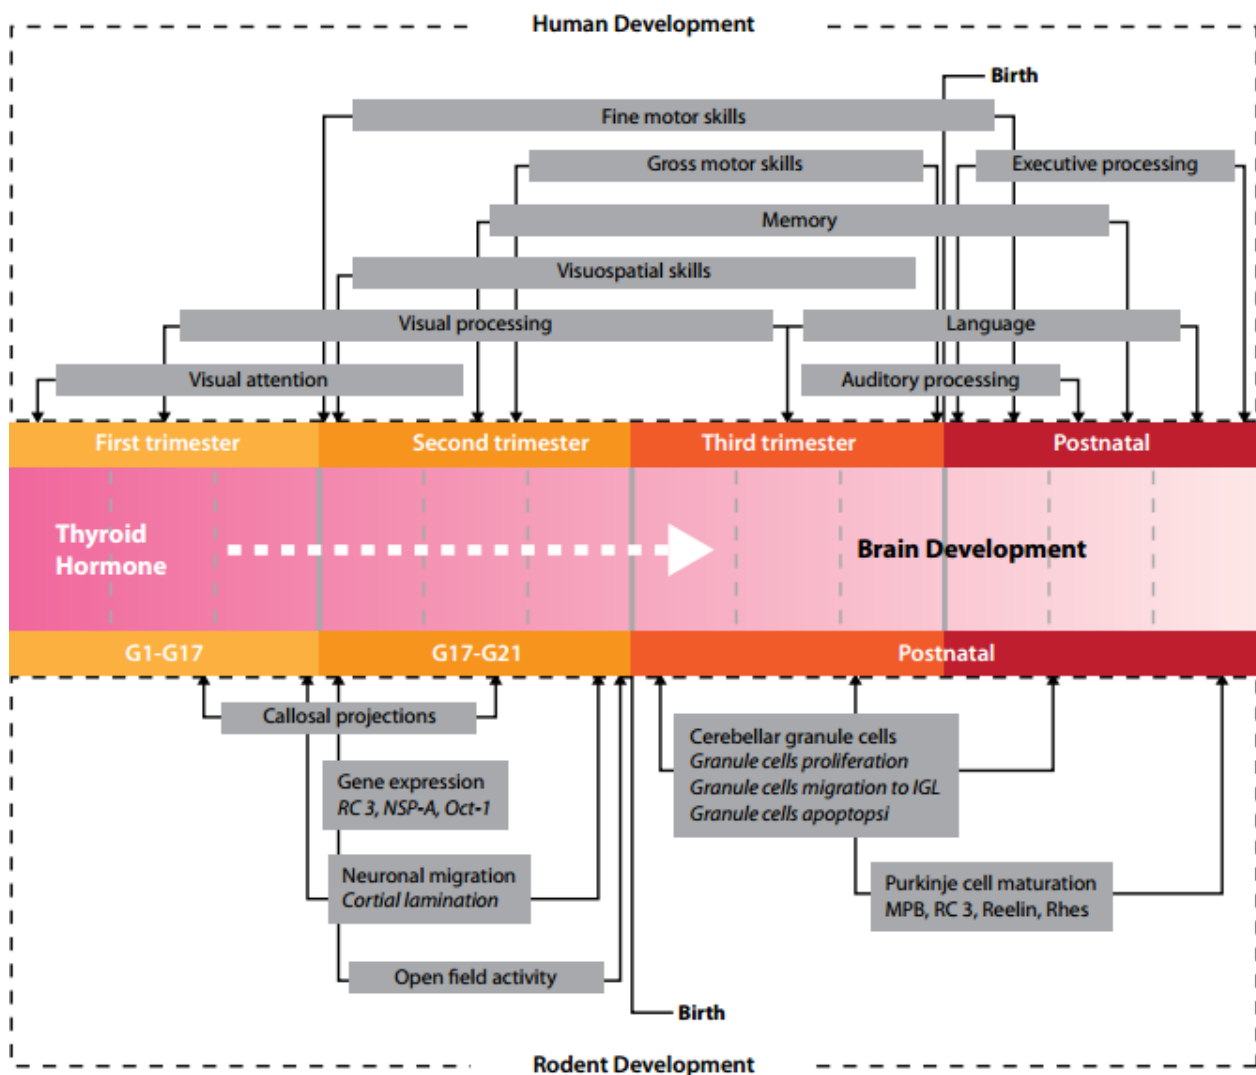 Human Development
Birth
Fine motor skills
Gross motor skills
Executive processing
Memory
Visuospatial skills
Visual processing
Language
Visual attention
Auditory processing
First trimester
Second trimester
Third trimester
Postnatal
Thyroid
Hormone
Brain Development
G1-G17
G17-G21
Postnatal
Callosal projections
Cerebellar granule cells
Granule cells proliferation
Granule cells migration to IGL
Granule cells apoptopsi
Gene expression
RC 3, NSP-A, Oct-1
Neuronal migration
Cortial lamination
Purkinje cell maturation
MPB, RC 3, Reelin, Rhes
Open field activity
Birth
Rodent Development